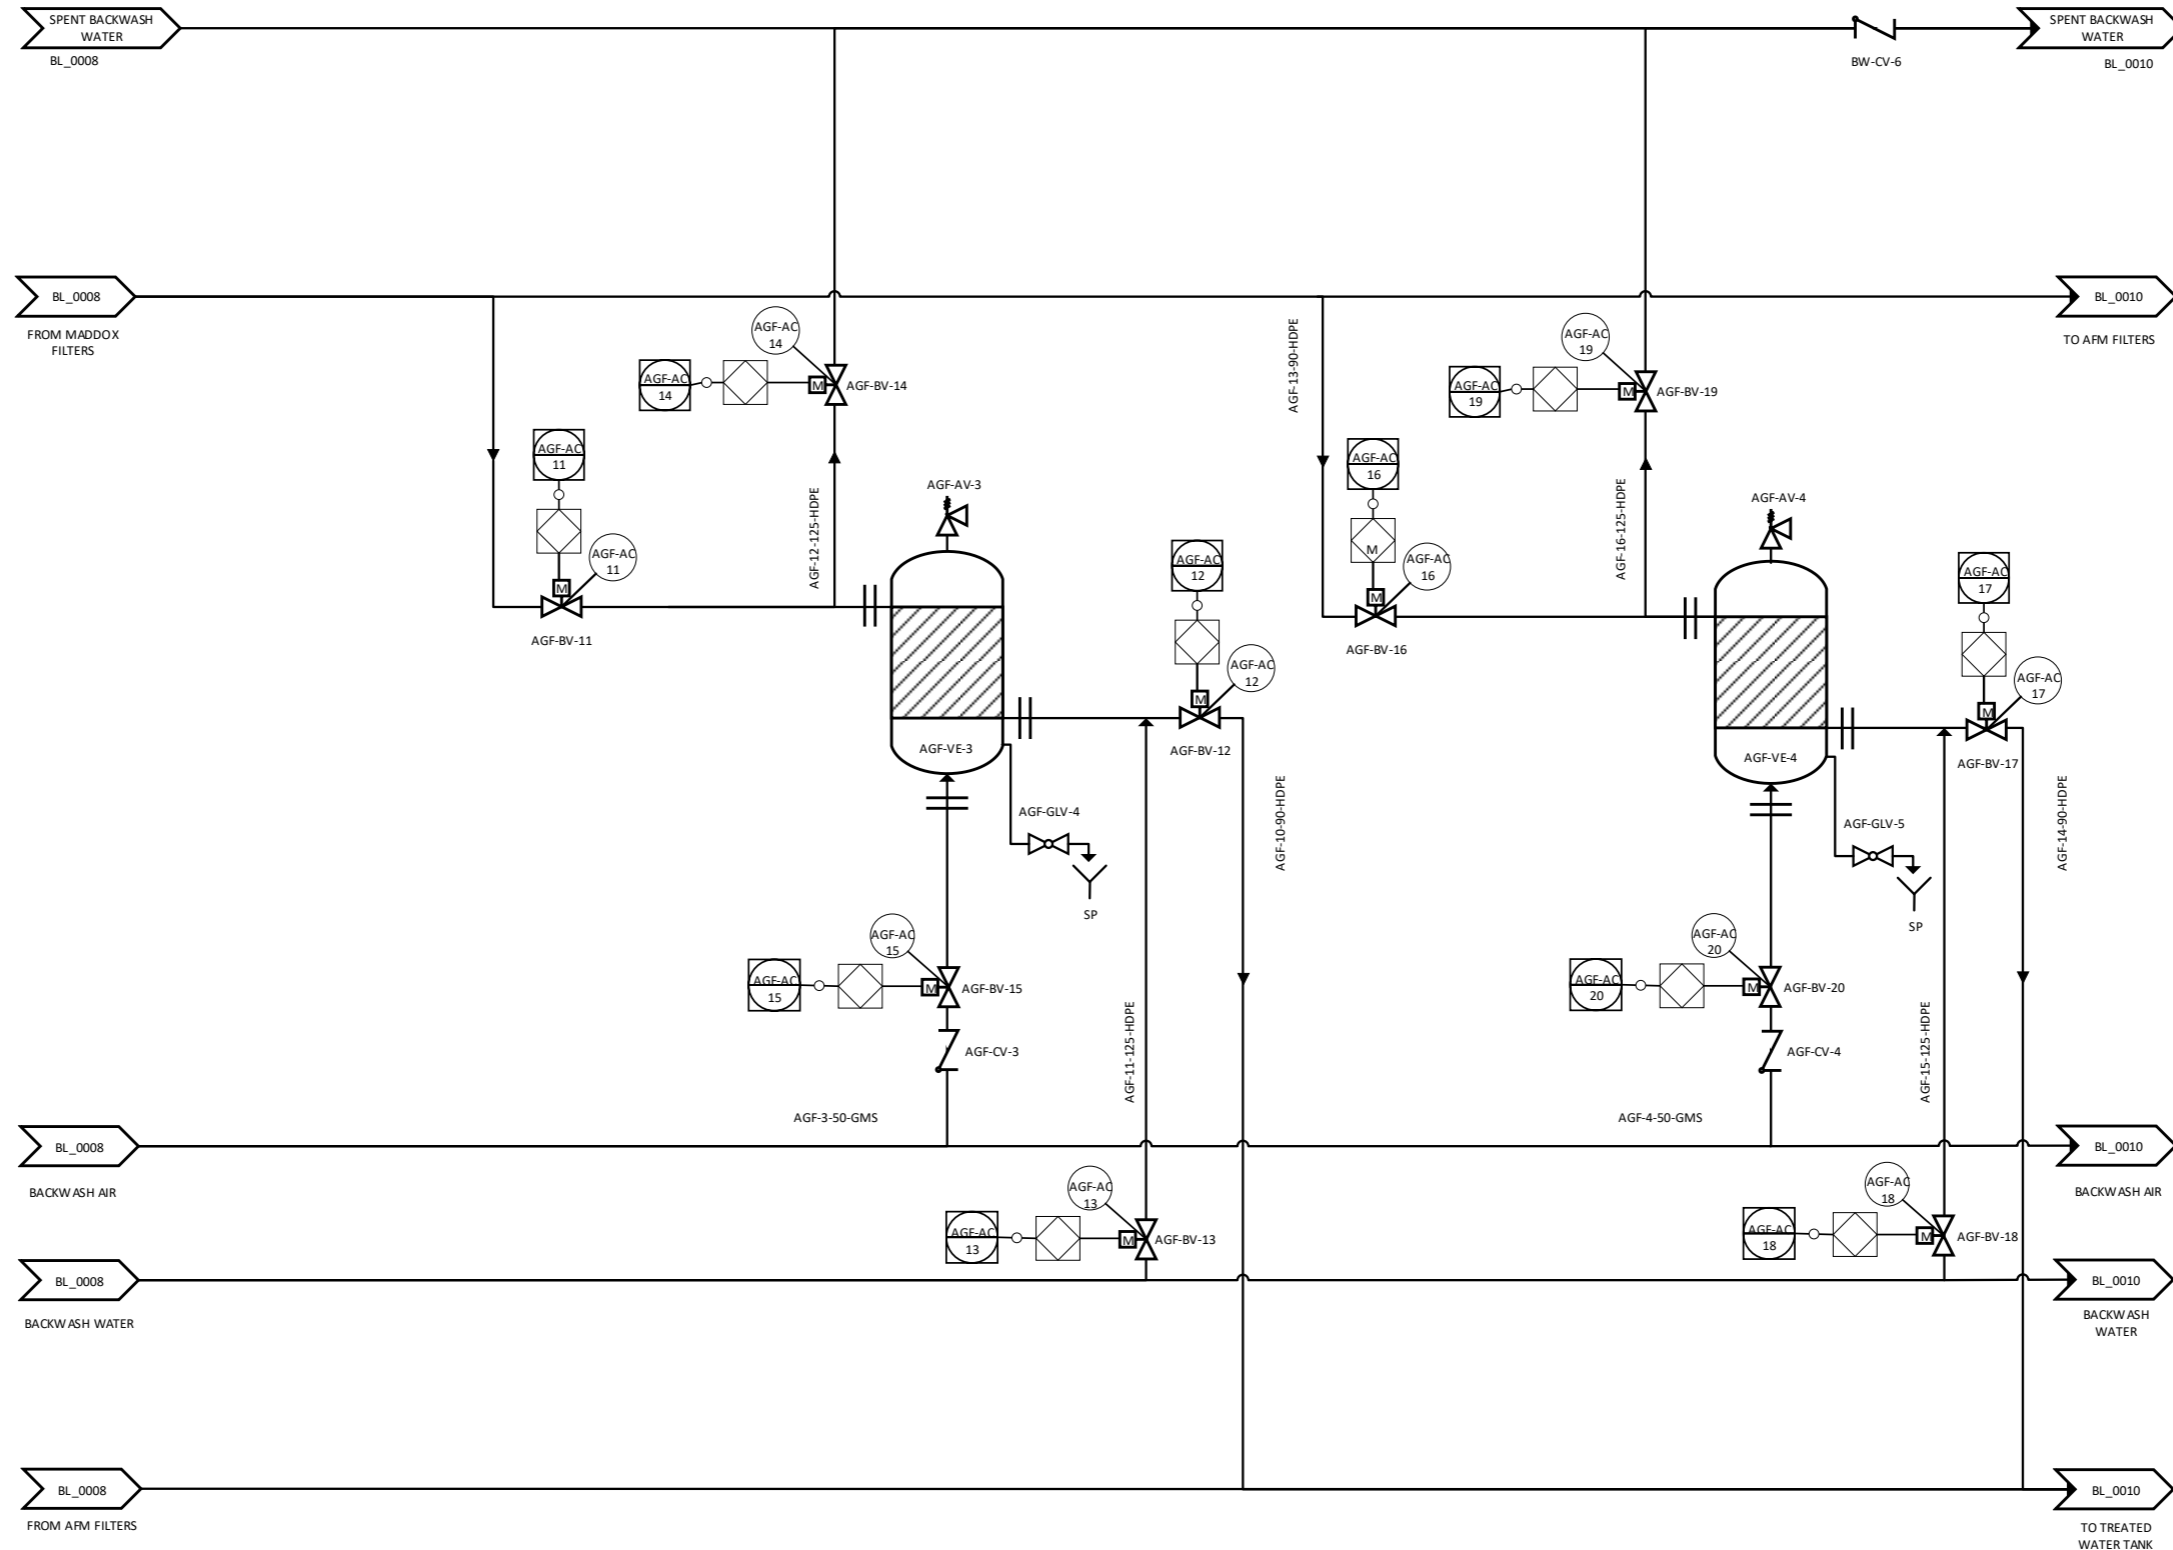 SPENT BACKWASH
WATER
BL_0008
BW-CV-6
SPENT BACKWASH
WATER
BL_0010
BL_0008
FROM MADDOX
FILTERS
BL_0010
TO AFM FILTERS
AGF-AC
14
AGF-AC
14
M
AGF-BV-14
AGF-AC
11
AGF-AC
11
M
AGF-BV-11
AGF-12-125-HDPE
AGF-AV-3
AGF-VE-3
AGF-AC
12
AGF-AC
12
M
AGF-BV-12
AGF-GLV-4
SP
AGF-10-90-HDPE
AGF-AC
15
AGF-AC
15
M
AGF-BV-15
AGF-CV-3
AGF-11-125-HDPE
AGF-3-50-GMS
AGF-13-90-HDPE
AGF-AC
19
AGF-AC
19
M
AGF-BV-19
AGF-AC
16
M
AGF-AC
16
M
AGF-BV-16
AGF-16-125-HDPE
AGF-AV-4
AGF-VE-4
AGF-AC
17
AGF-AC
17
M
AGF-BV-17
AGF-GLV-5
SP
AGF-14-90-HDPE
AGF-AC
20
AGF-AC
20
M
AGF-BV-20
AGF-CV-4
AGF-15-125-HDPE
AGF-4-50-GMS
BL_0008
BACKWASH AIR
BL_0010
BACKWASH AIR
AGF-AC
13
AGF-AC
13
M
AGF-BV-13
AGF-AC
18
AGF-AC
18
M
AGF-BV-18
BL_0008
BACKWASH WATER
BL_0010
BACKWASH
WATER
BL_0008
FROM AFM FILTERS
BL_0010
TO TREATED
WATER TANK